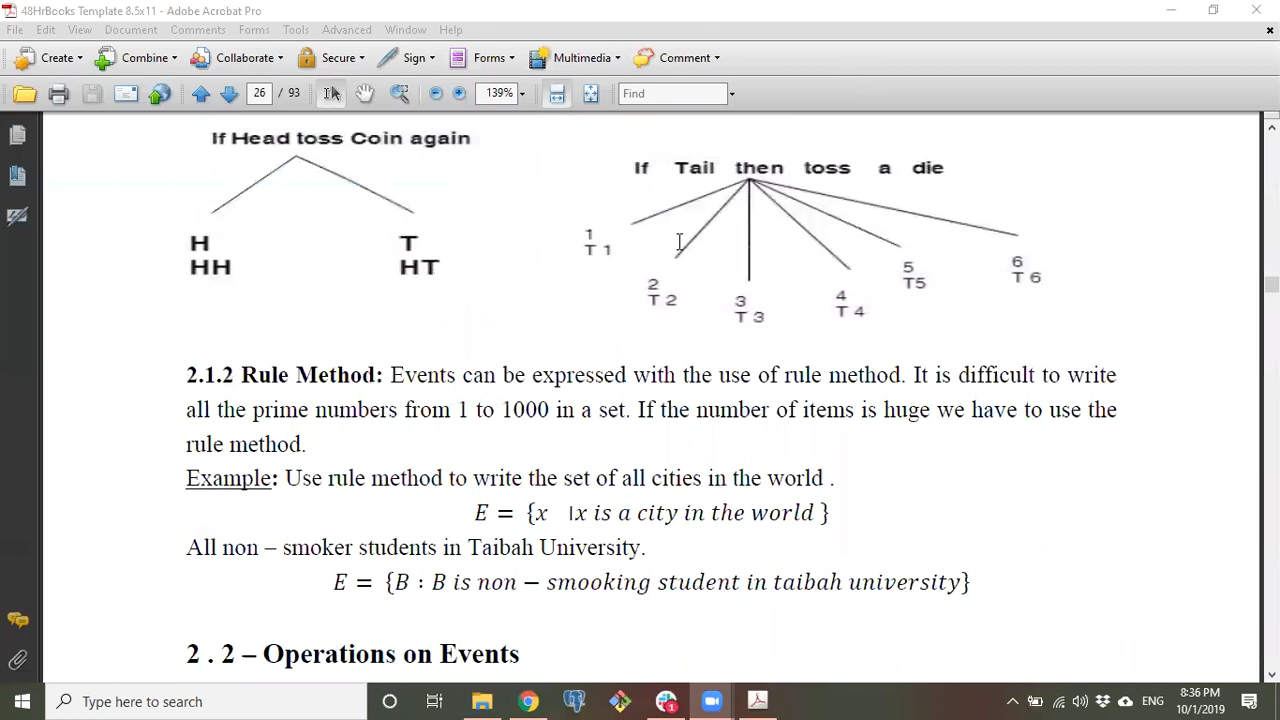 48HrBooks Template 8.5x11 - Adobe Acrobat Pro
File Edit View Document Comments Forms Tools Advanced Window Help
Create Combine Collaborate Secure Sign Forms Multimedia Comment
26 / 93 139% Find
If Head toss Coin again
If Tail then toss a die
H T
HH HT
1
T 1
2
T 2
3
T 3
4
T 4
5
T5
6
T 6
2.1.2 Rule Method: Events can be expressed with the use of rule method. It is difficult to write
all the prime numbers from 1 to 1000 in a set. If the number of items is huge we have to use the
rule method.
Example: Use rule method to write the set of all cities in the world .
E = {x |x is a city in the world }
All non – smoker students in Taibah University.
E = {B : B is non − smooking student in taibah university}
2 . 2 – Operations on Events
Type here to search
1
ENG
8:36 PM
10/1/2019